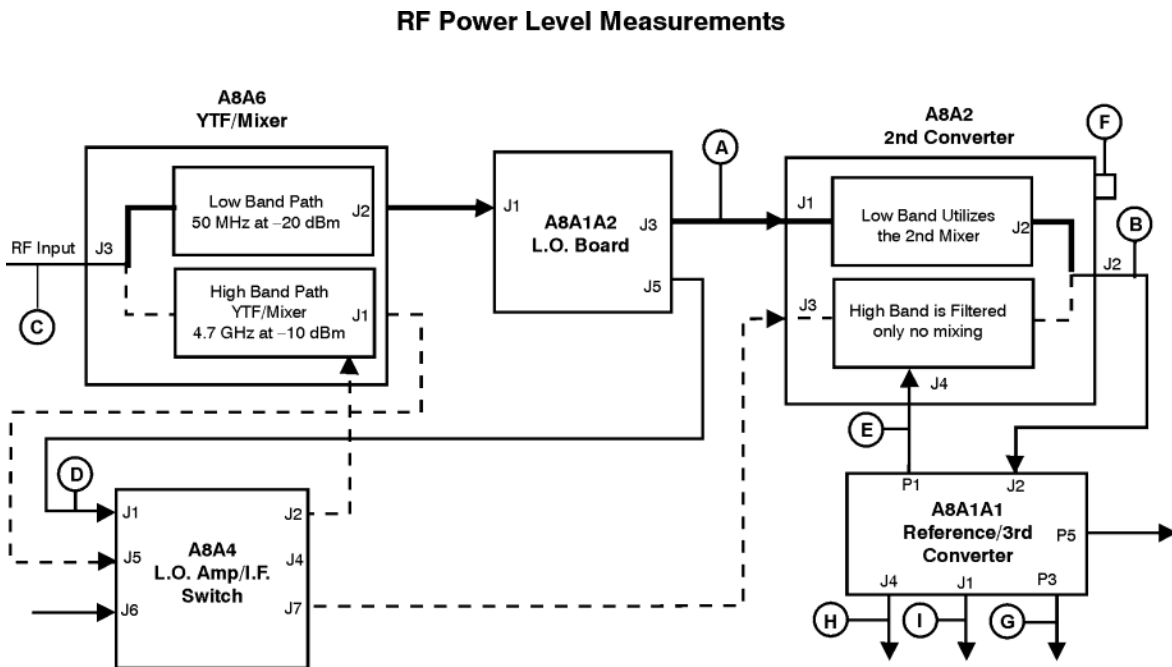 RF Power Level Measurements
A8A6
YTF/Mixer
RF Input
J3
C
Low Band Path
50 MHz at –20 dBm
J2
High Band Path
YTF/Mixer
4.7 GHz at –10 dBm
J1
J1
A8A1A2
L.O. Board
J3
J5
A
A8A2
2nd Converter
F
J1
Low Band Utilizes
the 2nd Mixer
J2
J3
High Band is Filtered
only no mixing
J4
J2
B
E
D
J1
J5
J6
A8A4
L.O. Amp/I.F.
Switch
J2
J4
J7
P1
J2
A8A1A1
Reference/3rd
Converter
P5
J4
J1
P3
H
I
G